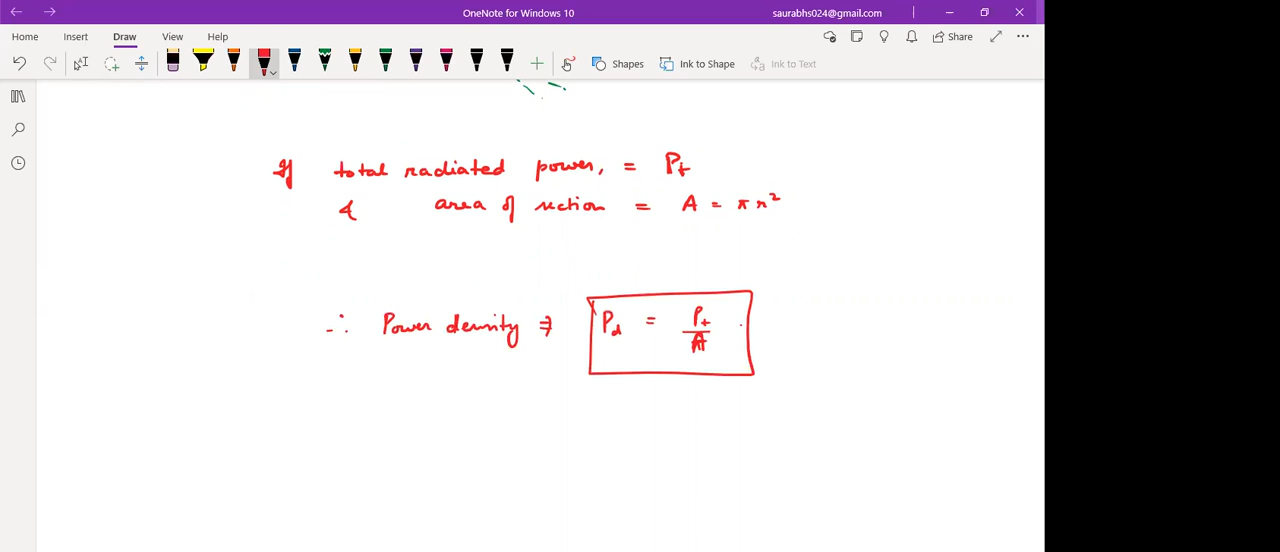 OneNote for Windows 10
saurabhs024@gmail.com
Home Insert Draw View Help
Share
Shapes Ink to Shape Ink to Text
If total radiated power, = Pt
& area of section = A = π r²
∴ Power density ⇒ Pd = Pt / A